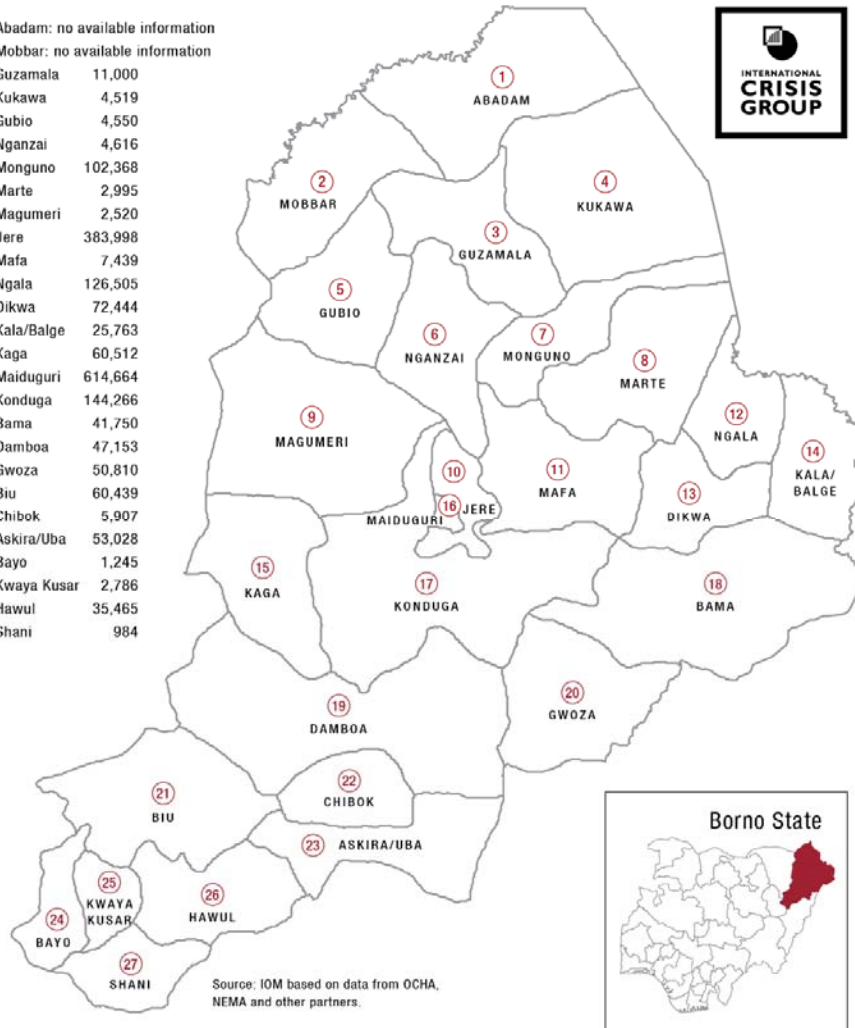 Abadam: no available information
Mobbar: no available information
Guzamala 11,000
Kukawa 4,519
Gubio 4,550
Nganzai 4,616
Monguno 102,368
Marte 2,995
Magumeri 2,520
Jere 383,998
Mafa 7,439
Ngala 126,505
Dikwa 72,444
Kala/Balge 25,763
Kaga 60,512
Maiduguri 614,664
Konduga 144,266
Bama 41,750
Damboa 47,153
Gwoza 50,810
Biu 60,439
Chibok 5,907
Askira/Uba 53,028
Bayo 1,245
Kwaya Kusar 2,786
Hawul 35,465
Shani 984
INTERNATIONAL
CRISIS
GROUP
1
ABADAM
2
MOBBAR
3
GUZAMALA
4
KUKAWA
5
GUBIO
6
NGANZAI
7
MONGUNO
8
MARTE
9
MAGUMERI
10
JERE
11
MAFA
12
NGALA
13
DIKWA
14
KALA/
BALGE
15
KAGA
16
MAIDUGURI
17
KONDUGA
18
BAMA
19
DAMBOA
20
GWOZA
21
BIU
22
CHIBOK
23 ASKIRA/UBA
24
BAYO
25
KWAYA
KUSAR
26
HAWUL
27
SHANI
Source: IOM based on data from OCHA,
NEMA and other partners.
Borno State